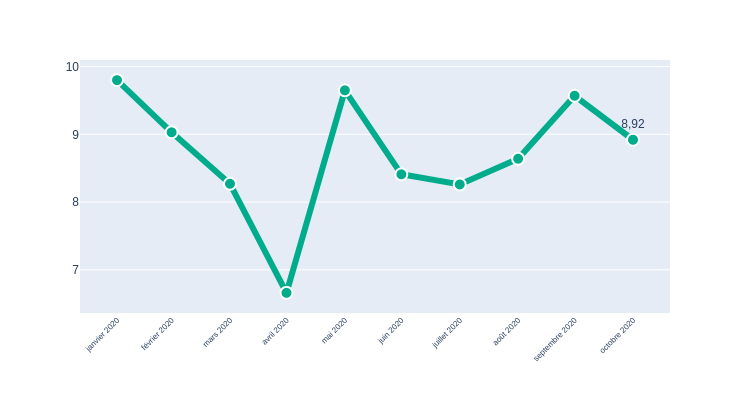 10
9
8
7
8,92
janvier 2020
février 2020
mars 2020
avril 2020
mai 2020
juin 2020
juillet 2020
août 2020
septembre 2020
octobre 2020